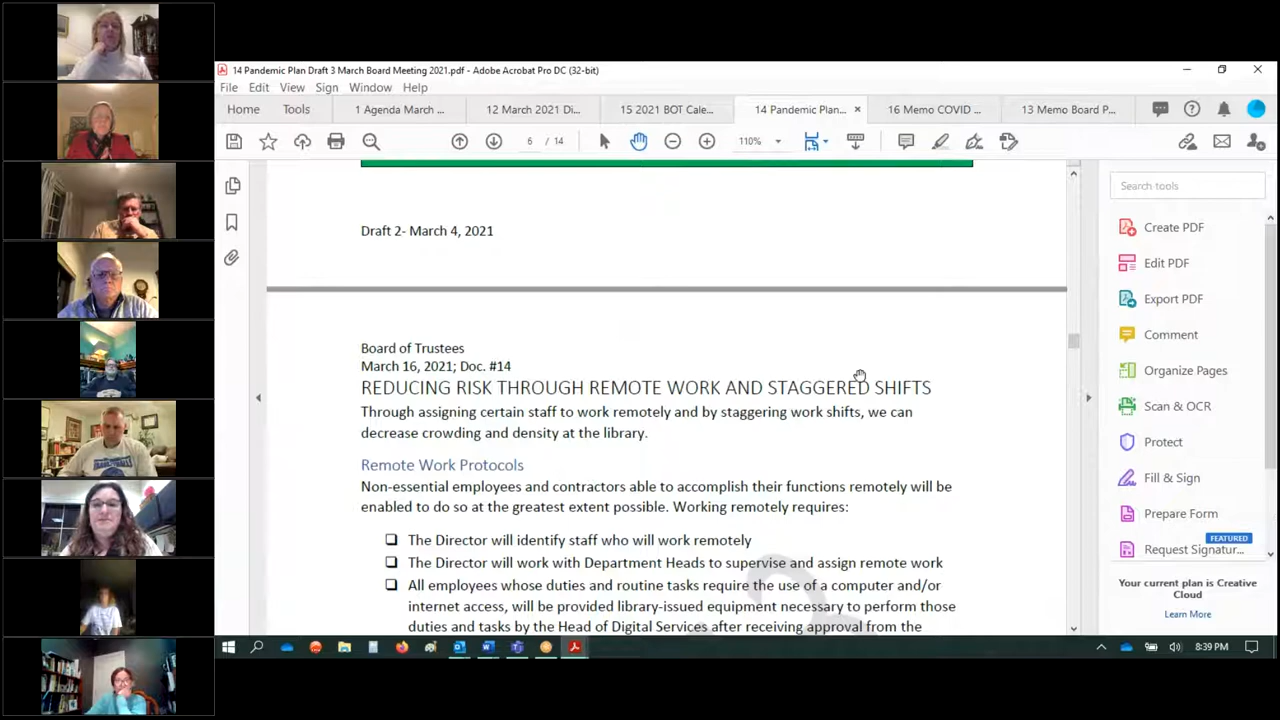 14 Pandemic Plan Draft 3 March Board Meeting 2021.pdf - Adobe Acrobat Pro DC (32-bit)
File Edit View Sign Window Help
Home Tools 1 Agenda March ... 12 March 2021 Di... 15 2021 BOT Cale... 14 Pandemic Plan... 16 Memo COVID ... 13 Memo Board P...
6 / 14 110%
Draft 2- March 4, 2021
Board of Trustees
March 16, 2021; Doc. #14
REDUCING RISK THROUGH REMOTE WORK AND STAGGERED SHIFTS
Through assigning certain staff to work remotely and by staggering work shifts, we can
decrease crowding and density at the library.
Remote Work Protocols
Non-essential employees and contractors able to accomplish their functions remotely will be
enabled to do so at the greatest extent possible. Working remotely requires:
The Director will identify staff who will work remotely
The Director will work with Department Heads to supervise and assign remote work
All employees whose duties and routine tasks require the use of a computer and/or
internet access, will be provided library-issued equipment necessary to perform those
duties and tasks by the Head of Digital Services after receiving approval from the
Search tools
Create PDF
Edit PDF
Export PDF
Comment
Organize Pages
Scan & OCR
Protect
Fill & Sign
Prepare Form
FEATURED
Request Signatur...
Your current plan is Creative
Cloud
Learn More
8:39 PM